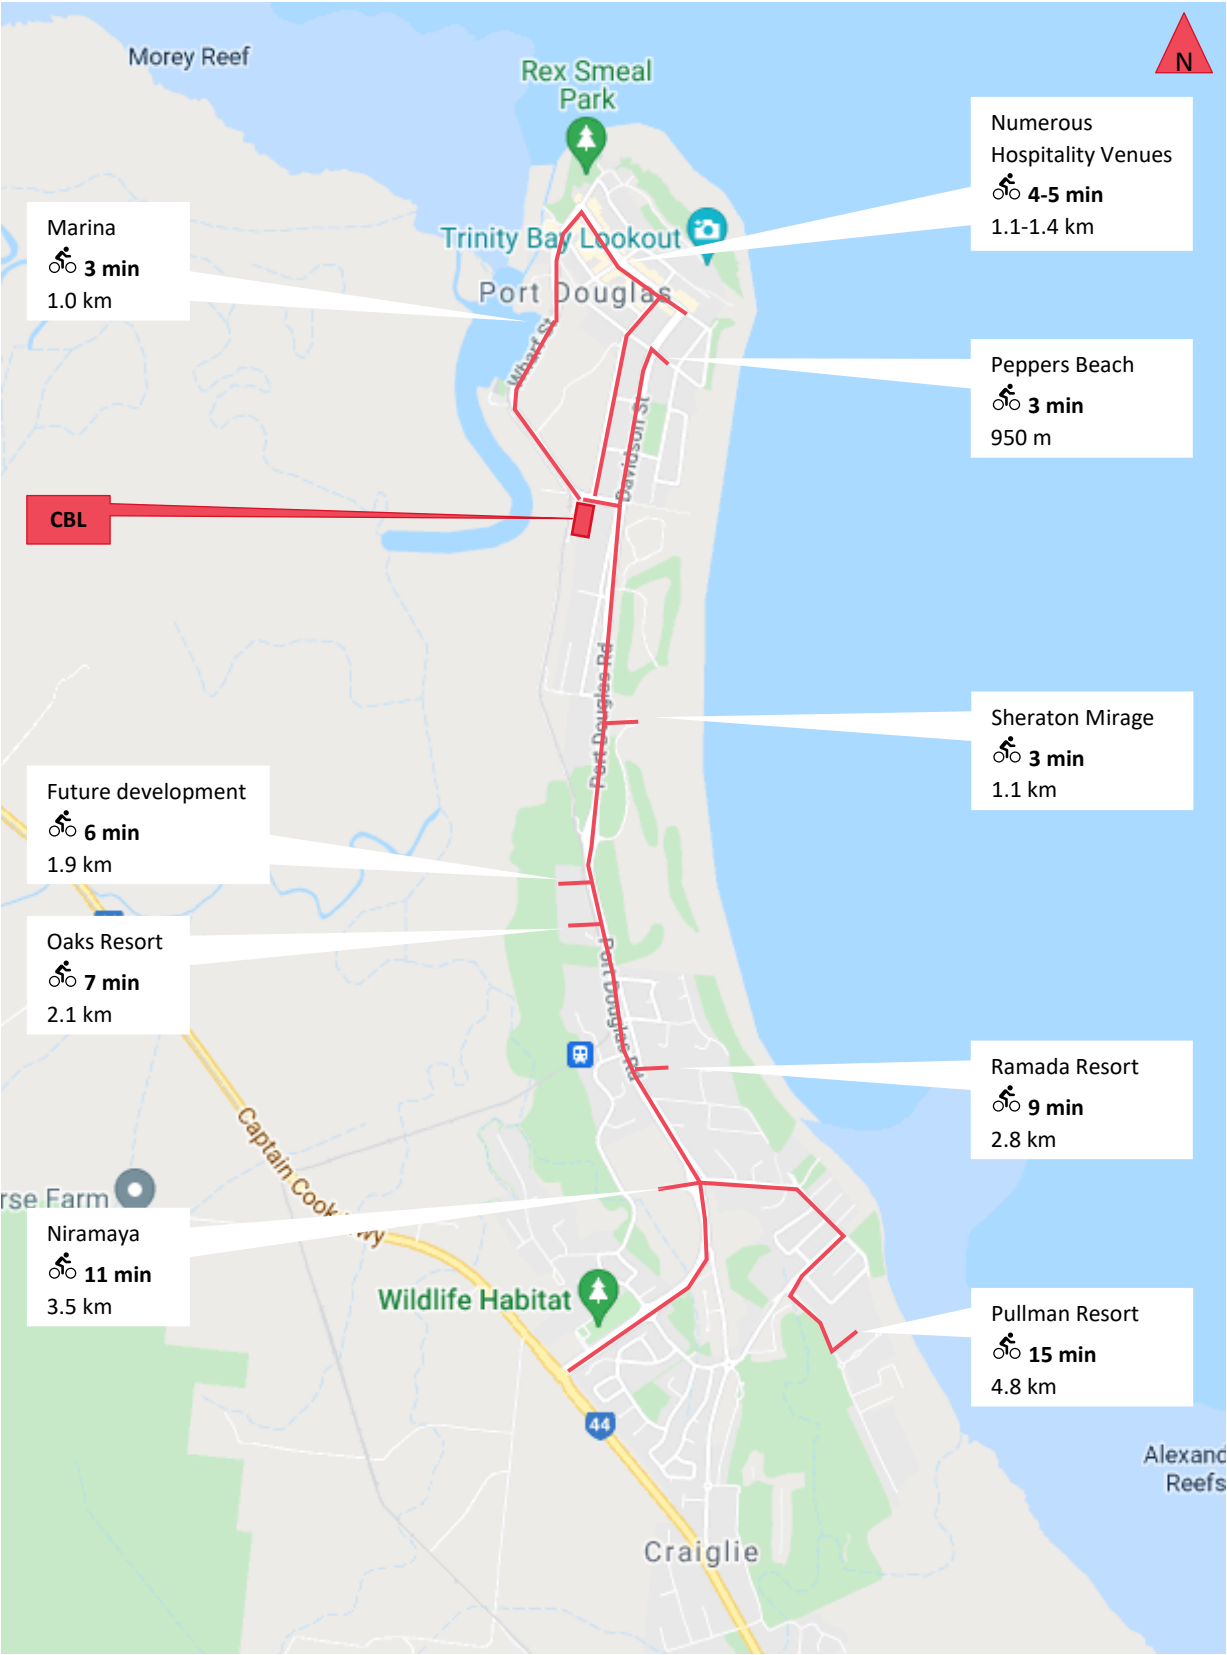 Morey Reef
Rex Smeal
Park
N
Numerous
Hospitality Venues
4-5 min
1.1-1.4 km
Marina
3 min
1.0 km
Trinity Bay Lookout
Port Douglas
Wharf St
Peppers Beach
3 min
950 m
Davidson St
CBL
Port Douglas Rd
Sheraton Mirage
3 min
1.1 km
Future development
6 min
1.9 km
Oaks Resort
7 min
2.1 km
Port Douglas Rd
Ramada Resort
9 min
2.8 km
Captain Cook Hwy
rse Farm
Niramaya
11 min
3.5 km
Wildlife Habitat
Pullman Resort
15 min
4.8 km
44
Alexand
Reefs
Craiglie